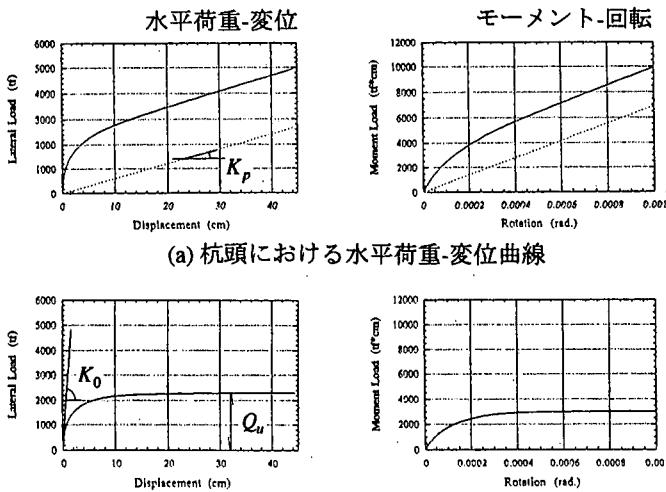 水平荷重-変位
モーメント-回転
6000
5000
4000
3000
2000
1000
0
Lateral Load (tf)
K_p
0 10 20 30 40
Displacement (cm)
12000
10000
8000
6000
4000
2000
0
Moment Load (tf*cm)
0 0.0002 0.0004 0.0006 0.0008 0.001
Rotation (rad.)
(a) 杭頭における水平荷重-変位曲線
6000
5000
4000
3000
2000
1000
0
Lateral Load (tf)
K_0
Q_u
0 10 20 30 40
Displacement (cm)
12000
10000
8000
6000
4000
2000
0
Moment Load (tf*cm)
0 0.0002 0.0004 0.0006 0.0008 0.00
Rotation (rad.)